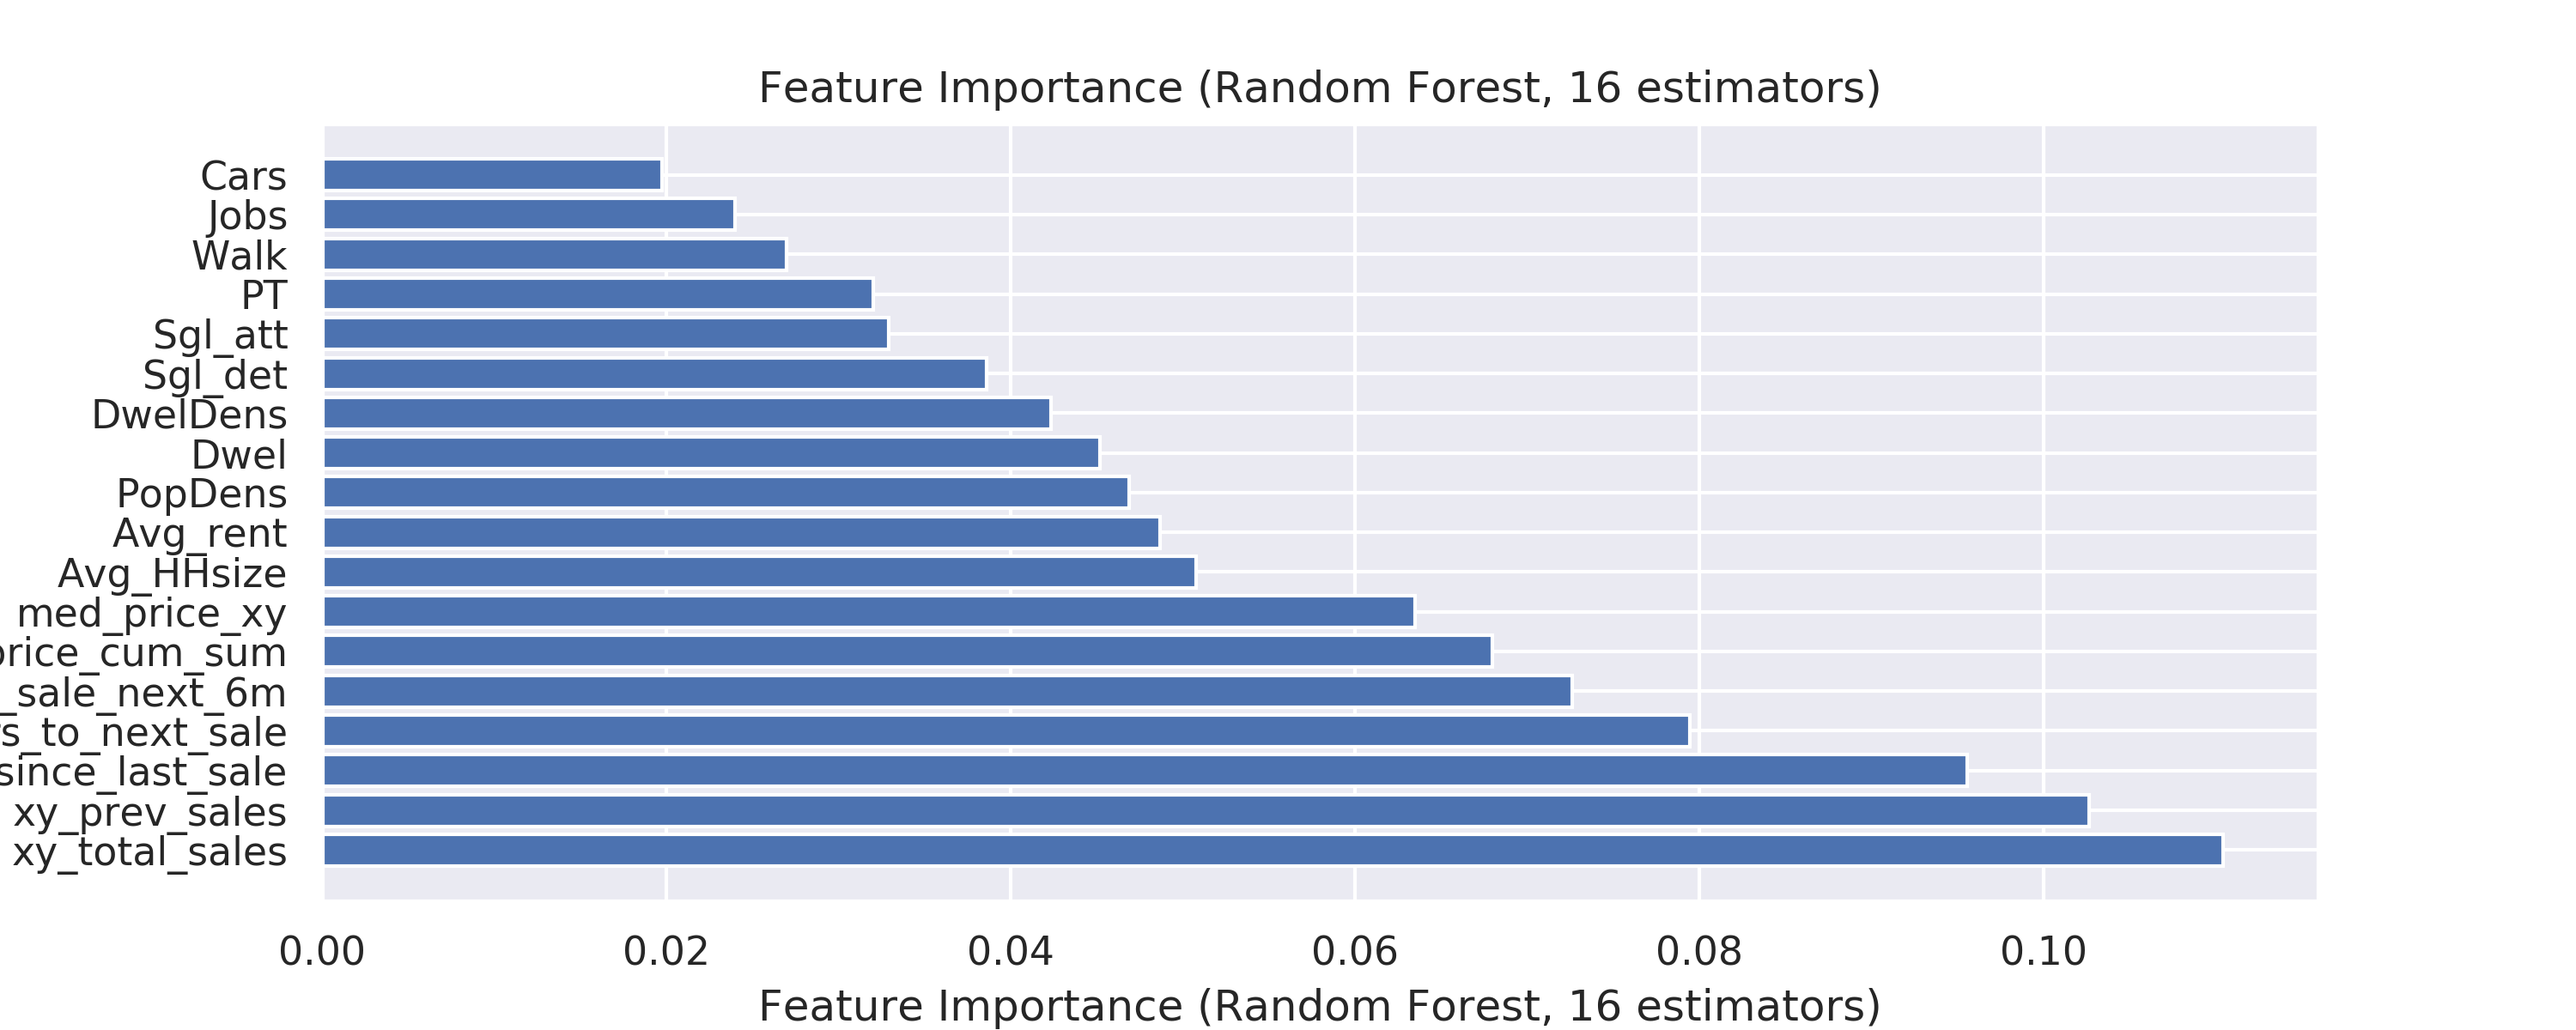 Feature Importance (Random Forest, 16 estimators)
Cars
Jobs
Walk
PT
Sgl_att
Sgl_det
DwelDens
Dwel
PopDens
Avg_rent
Avg_HHsize
med_price_xy
price_cum_sum
_sale_next_6m
s_to_next_sale
since_last_sale
xy_prev_sales
xy_total_sales
0.00 0.02 0.04 0.06 0.08 0.10
Feature Importance (Random Forest, 16 estimators)